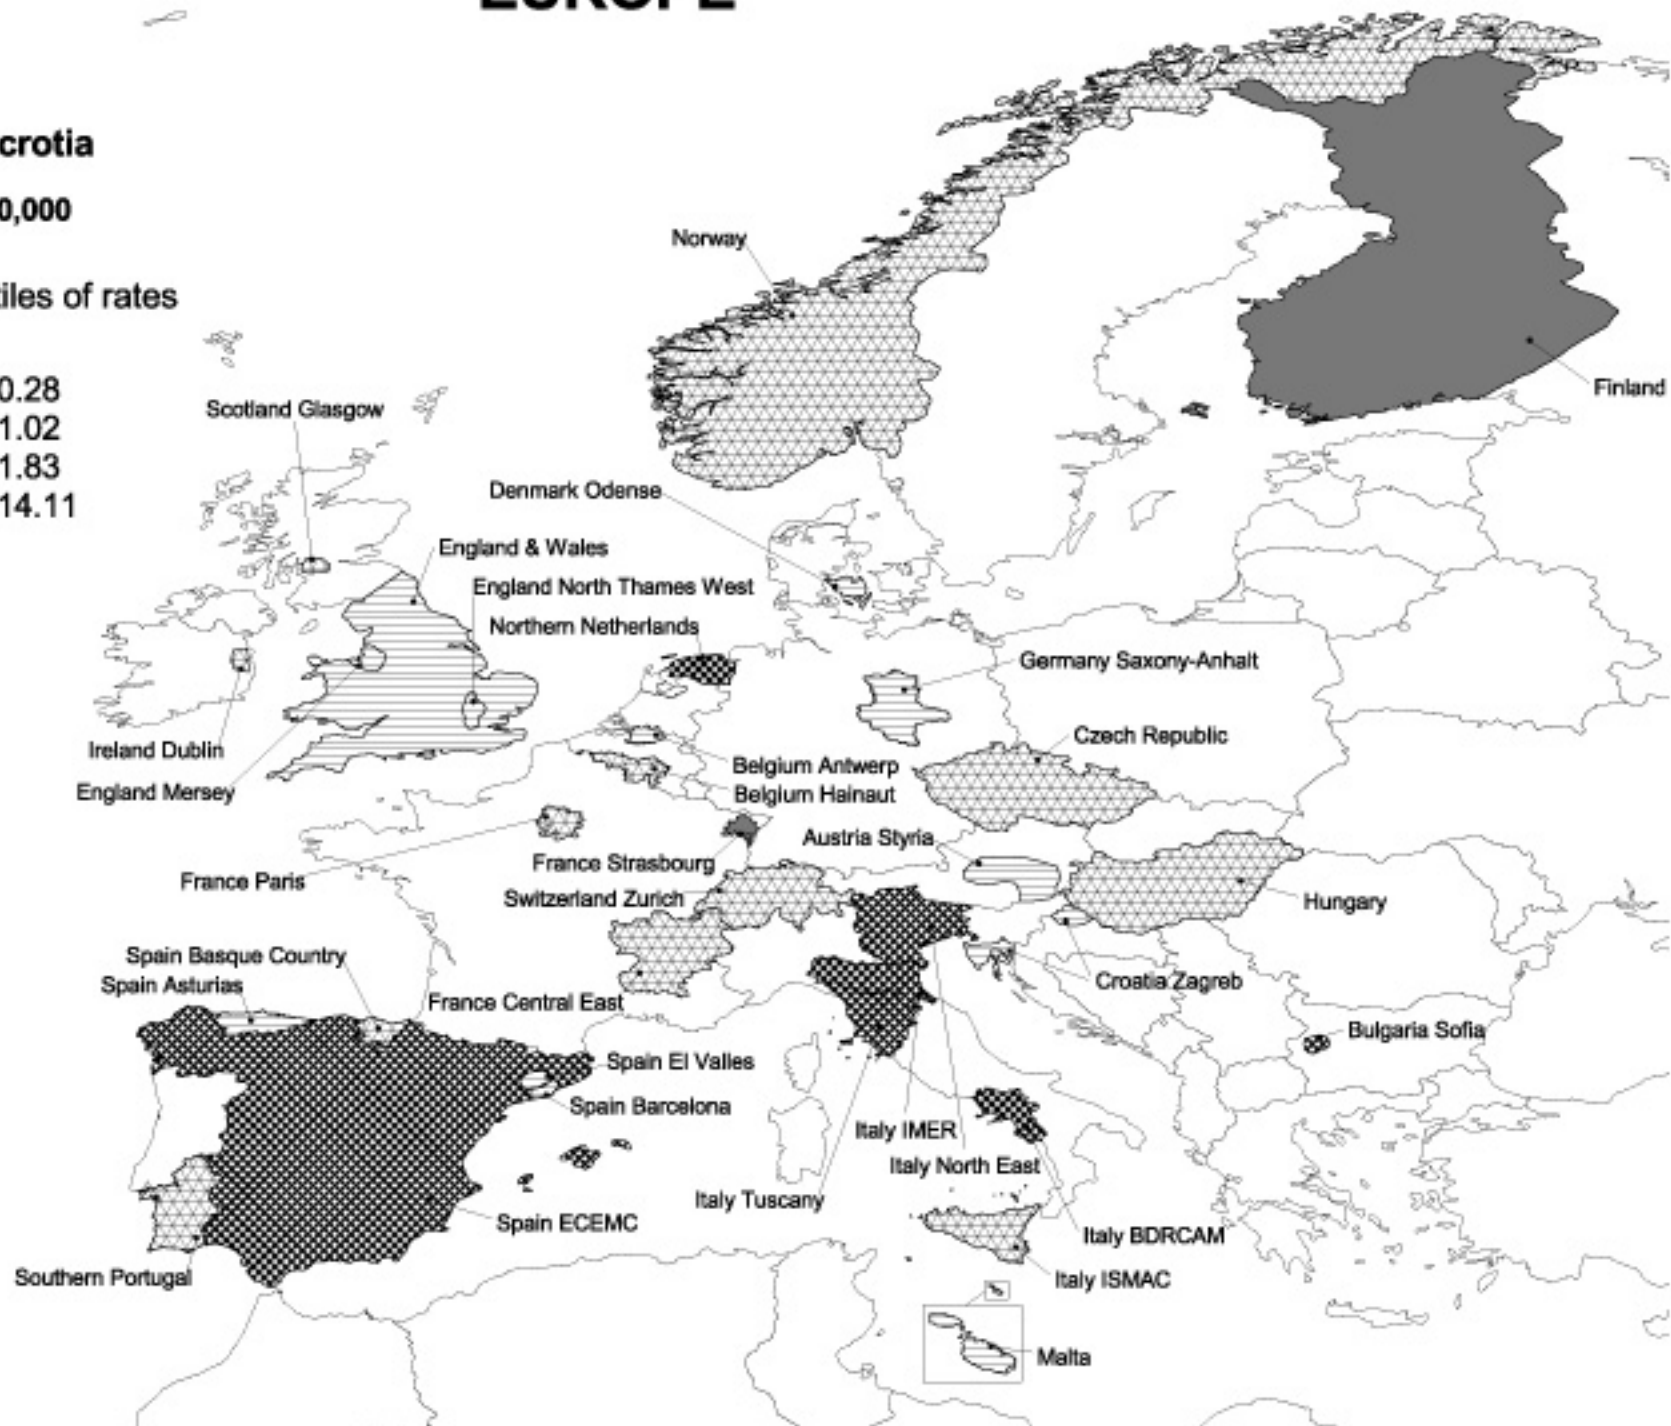 EUROPE
crotia
0,000
tiles of rates
0.28
1.02
1.83
14.11
Norway
Finland
Scotland Glasgow
Denmark Odense
England & Wales
England North Thames West
Northern Netherlands
Germany Saxony-Anhalt
Ireland Dublin
Czech Republic
England Mersey
Belgium Antwerp
Belgium Hainaut
Austria Styria
France Strasbourg
France Paris
Switzerland Zurich
Hungary
Spain Basque Country
Spain Asturias
France Central East
Croatia Zagreb
Bulgaria Sofia
Spain El Valles
Spain Barcelona
Italy IMER
Italy North East
Italy Tuscany
Spain ECEMC
Italy BDRCAM
Southern Portugal
Italy ISMAC
Malta